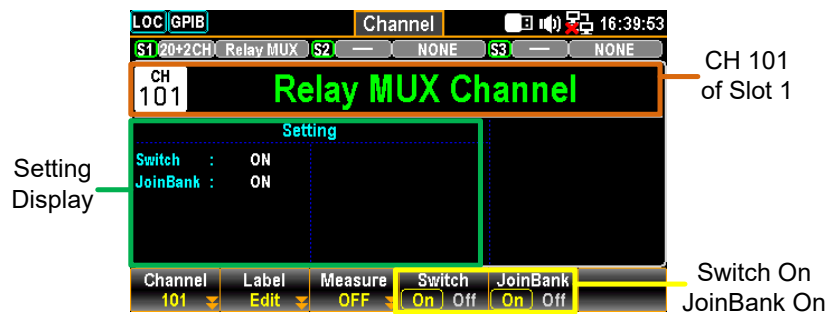 LOC GPIB Channel 16:39:53
S1 20+2CH Relay MUX S2 — NONE S3 — NONE
CH
101
Relay MUX Channel
CH 101
of Slot 1
Setting
Switch : ON
JoinBank : ON
Setting
Display
Channel Label Measure Switch JoinBank
101 Edit OFF On Off On Off
Switch On
JoinBank On